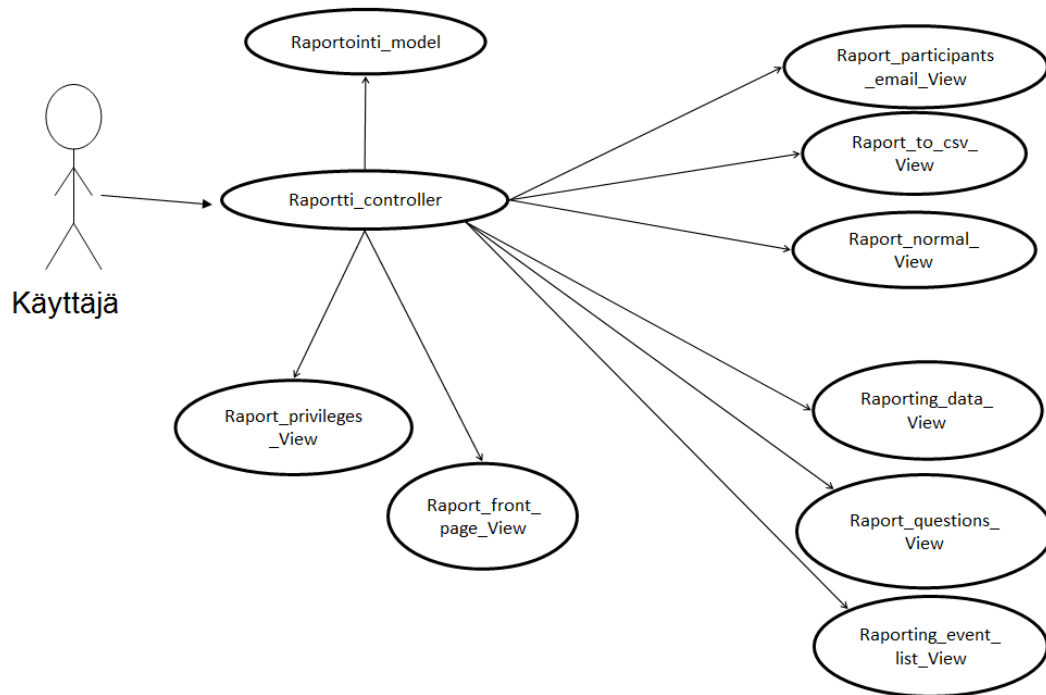 Raportointi_model
Raport_participants
_email_View
Raport_to_csv_
View
Raportti_controller
Raport_normal_
View
Käyttäjä
Raport_privileges
_View
Raporting_data_
View
Raport_front_
page_View
Raport_questions_
View
Raporting_event_
list_View